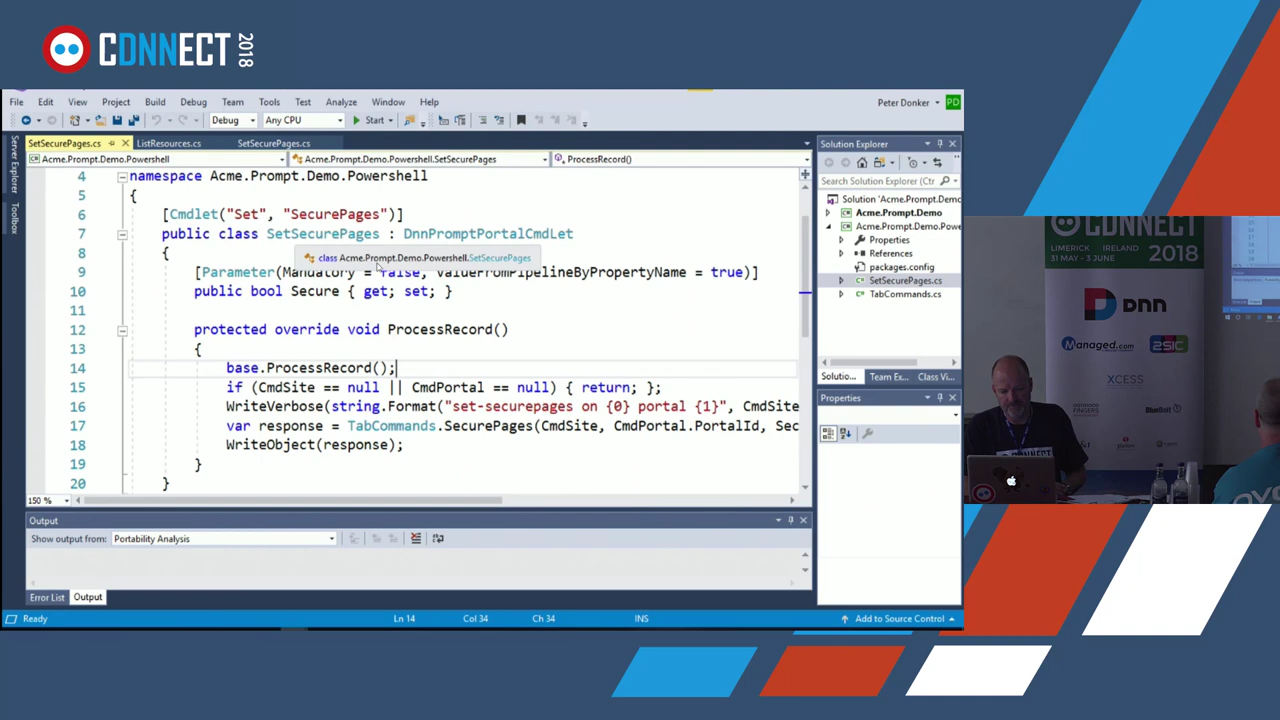 CDNNECT 2018
File Edit View Project Build Debug Team Tools Test Analyze Window Help
Peter Donker PD
Debug Any CPU Start
SetSecurePages.cs ListResources.cs SetSecurePages.cs
Acme.Prompt.Demo.Powershell Acme.Prompt.Demo.Powershell.SetSecurePages ProcessRecord()
Server Explorer
Toolbox
4 namespace Acme.Prompt.Demo.Powershell
5 {
6 [Cmdlet("Set", "SecurePages")]
7 public class SetSecurePages : DnnPromptPortalCmdLet
8 {
class Acme.Prompt.Demo.Powershell.SetSecurePages
9 [Parameter(Mandatory = false, ValueFromPipelineByPropertyName = true)]
10 public bool Secure { get; set; }
11
12 protected override void ProcessRecord()
13 {
14 base.ProcessRecord();
15 if (CmdSite == null || CmdPortal == null) { return; };
16 WriteVerbose(string.Format("set-securepages on {0} portal {1}", CmdSite
17 var response = TabCommands.SecurePages(CmdSite, CmdPortal.PortalId, Sec
18 WriteObject(response);
19 }
20 }
150 %
Output
Show output from: Portability Analysis
Error List Output
Ready Ln 14 Col 34 Ch 34 INS Add to Source Control
Solution Explorer
Search Solution Explorer (Ctr
Solution 'Acme.Prompt.Demo
Acme.Prompt.Demo
Acme.Prompt.Demo
Properties
References
packages.config
SetSecurePages.cs
TabCommands.cs
Solutio... Team Ex... Class Vi...
Properties
CDNNECT
LIMERICK IRELAND
31 MAY - 3 JUNE 2018
DNN
Managed.com 2SIC
XCESS
BlueBolt
CDNNECT